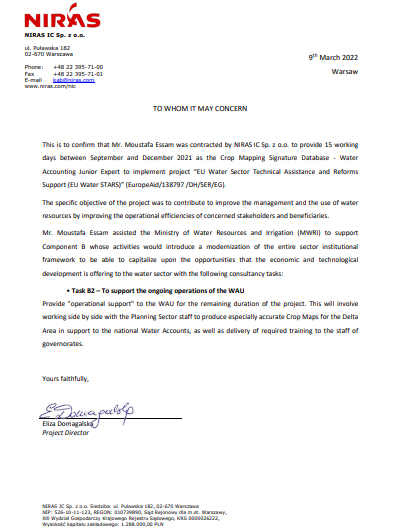 NIRAS
NIRAS IC Sp. z o.o.
ul. Puławska 182
02-670 Warszawa
Phone: +48 22 395-71-00
Fax +48 22 395-71-01
E-mail kab@niras.com
www.niras.com/nic
9th March 2022
Warsaw
TO WHOM IT MAY CONCERN
This is to confirm that Mr. Moustafa Essam was contracted by NIRAS IC Sp. z o.o. to provide 15 working
days between September and December 2021 as the Crop Mapping Signature Database - Water
Accounting Junior Expert to implement project "EU Water Sector Technical Assistance and Reforms
Support (EU Water STARS)" (EuropeAid/138797 /DH/SER/EG).
The specific objective of the project was to contribute to improve the management and the use of water
resources by improving the operational efficiencies of concerned stakeholders and beneficiaries.
Mr. Moustafa Essam assisted the Ministry of Water Resources and Irrigation (MWRI) to support
Component B whose activities would introduce a modernization of the entire sector institutional
framework to be able to capitalize upon the opportunities that the economic and technological
development is offering to the water sector with the following consultancy tasks:
• Task B2 – To support the ongoing operations of the WAU
Provide "operational support" to the WAU for the remaining duration of the project. This will involve
working side by side with the Planning Sector staff to produce especially accurate Crop Maps for the Delta
Area in support to the national Water Accounts, as well as delivery of required training to the staff of
governorates.
Yours faithfully,
E. Domagalska
Eliza Domagalska
Project Director
NIRAS IC Sp. z o.o. Siedziba: ul. Puławska 182, 02-670 Warszawa
NIP: 526-10-11-123, REGON: 010739890, Sąd Rejonowy dla m.st. Warszawy,
XIII Wydział Gospodarczy Krajowego Rejestru Sądowego, KRS 0000026222,
Wysokość kapitału zakładowego: 1.288.000,00 PLN